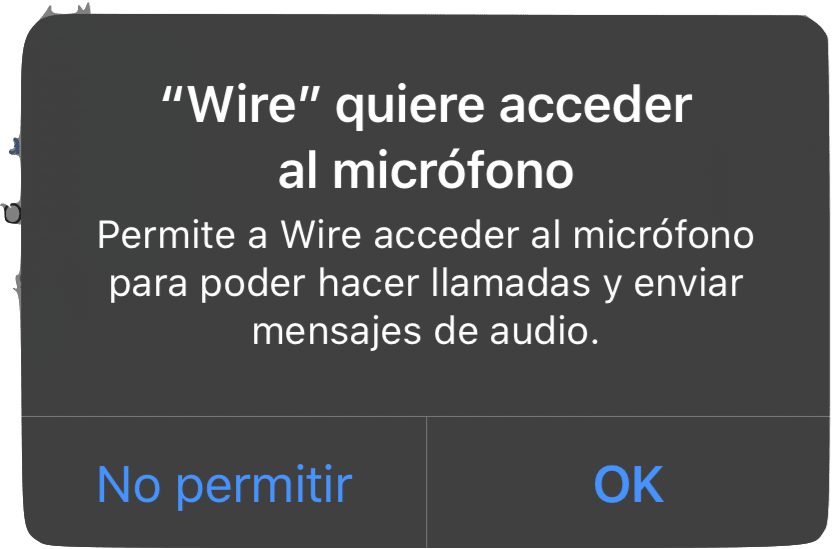 “Wire” quiere acceder
al micrófono
Permite a Wire acceder al micrófono
para poder hacer llamadas y enviar
mensajes de audio.
No permitir
OK